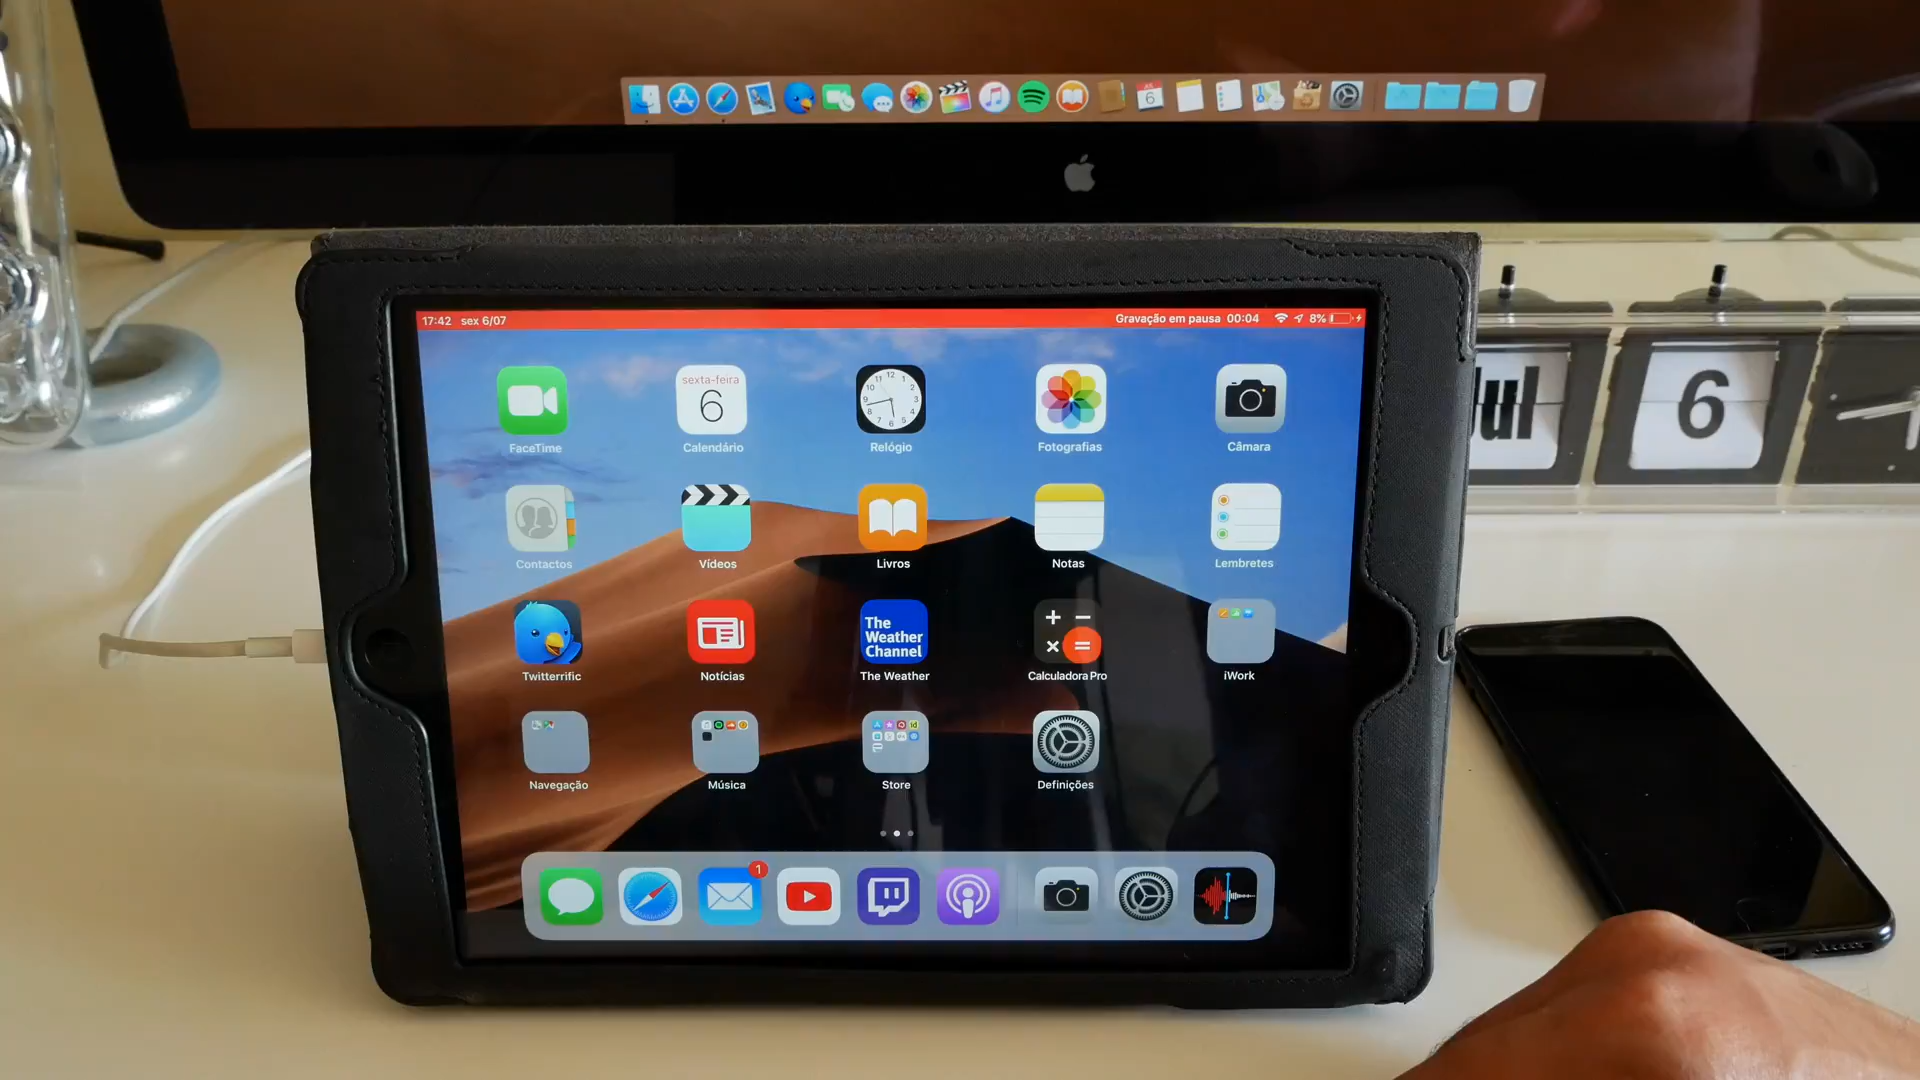 6
17:42 sex 6/07
Gravação em pausa 00:04
8%
sexta-feira
6
12
FaceTime
Calendário
Relógio
Fotografias
Câmara
Jul
6
Contactos
Vídeos
Livros
Notas
Lembretes
The
Weather
Channel
Twitterrific
Notícias
The Weather
Calculadora Pro
iWork
Navegação
Música
Store
Definições
1